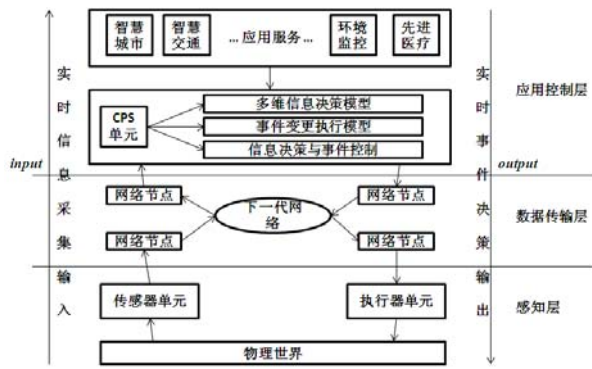 智慧城市
智慧交通
...应用服务...
环境监控
先进医疗
应用控制层
CPS
单元
多维信息决策模型
事件变更执行模型
信息决策与事件控制
input
实时信息采集输入
output
实时事件决策输出
网络节点
网络节点
下一代网
络
网络节点
网络节点
数据传输层
传感器单元
执行器单元
感知层
物理世界